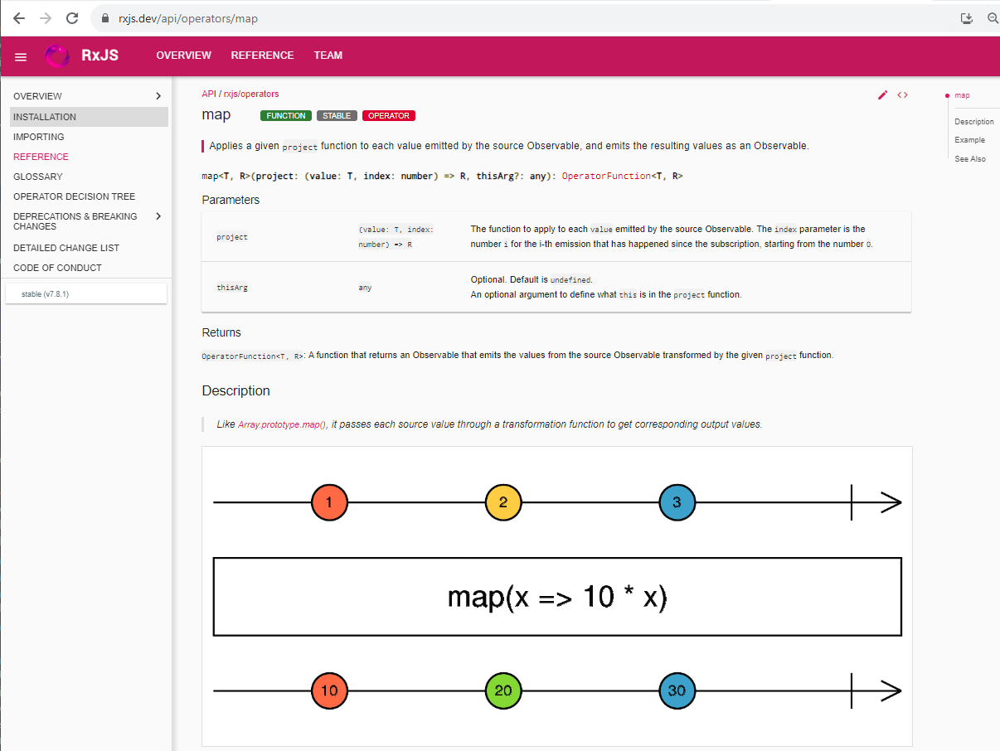 rxjs.dev/api/operators/map
RxJS OVERVIEW REFERENCE TEAM
OVERVIEW
INSTALLATION
IMPORTING
REFERENCE
GLOSSARY
OPERATOR DECISION TREE
DEPRECATIONS & BREAKING
CHANGES
DETAILED CHANGE LIST
CODE OF CONDUCT
stable (v7.8.1)
API / rxjs/operators
map FUNCTION STABLE OPERATOR
Applies a given project function to each value emitted by the source Observable, and emits the resulting values as an Observable.
map<T, R>(project: (value: T, index: number) => R, thisArg?: any): OperatorFunction<T, R>
Parameters
project
(value: T, index:
number) => R
The function to apply to each value emitted by the source Observable. The index parameter is the
number i for the i-th emission that has happened since the subscription, starting from the number 0.
thisArg
any
Optional. Default is undefined.
An optional argument to define what this is in the project function.
Returns
OperatorFunction<T, R>: A function that returns an Observable that emits the values from the source Observable transformed by the given project function.
Description
Like Array.prototype.map(), it passes each source value through a transformation function to get corresponding output values.
1 2 3
map(x => 10 * x)
10 20 30
map
Description
Example
See Also